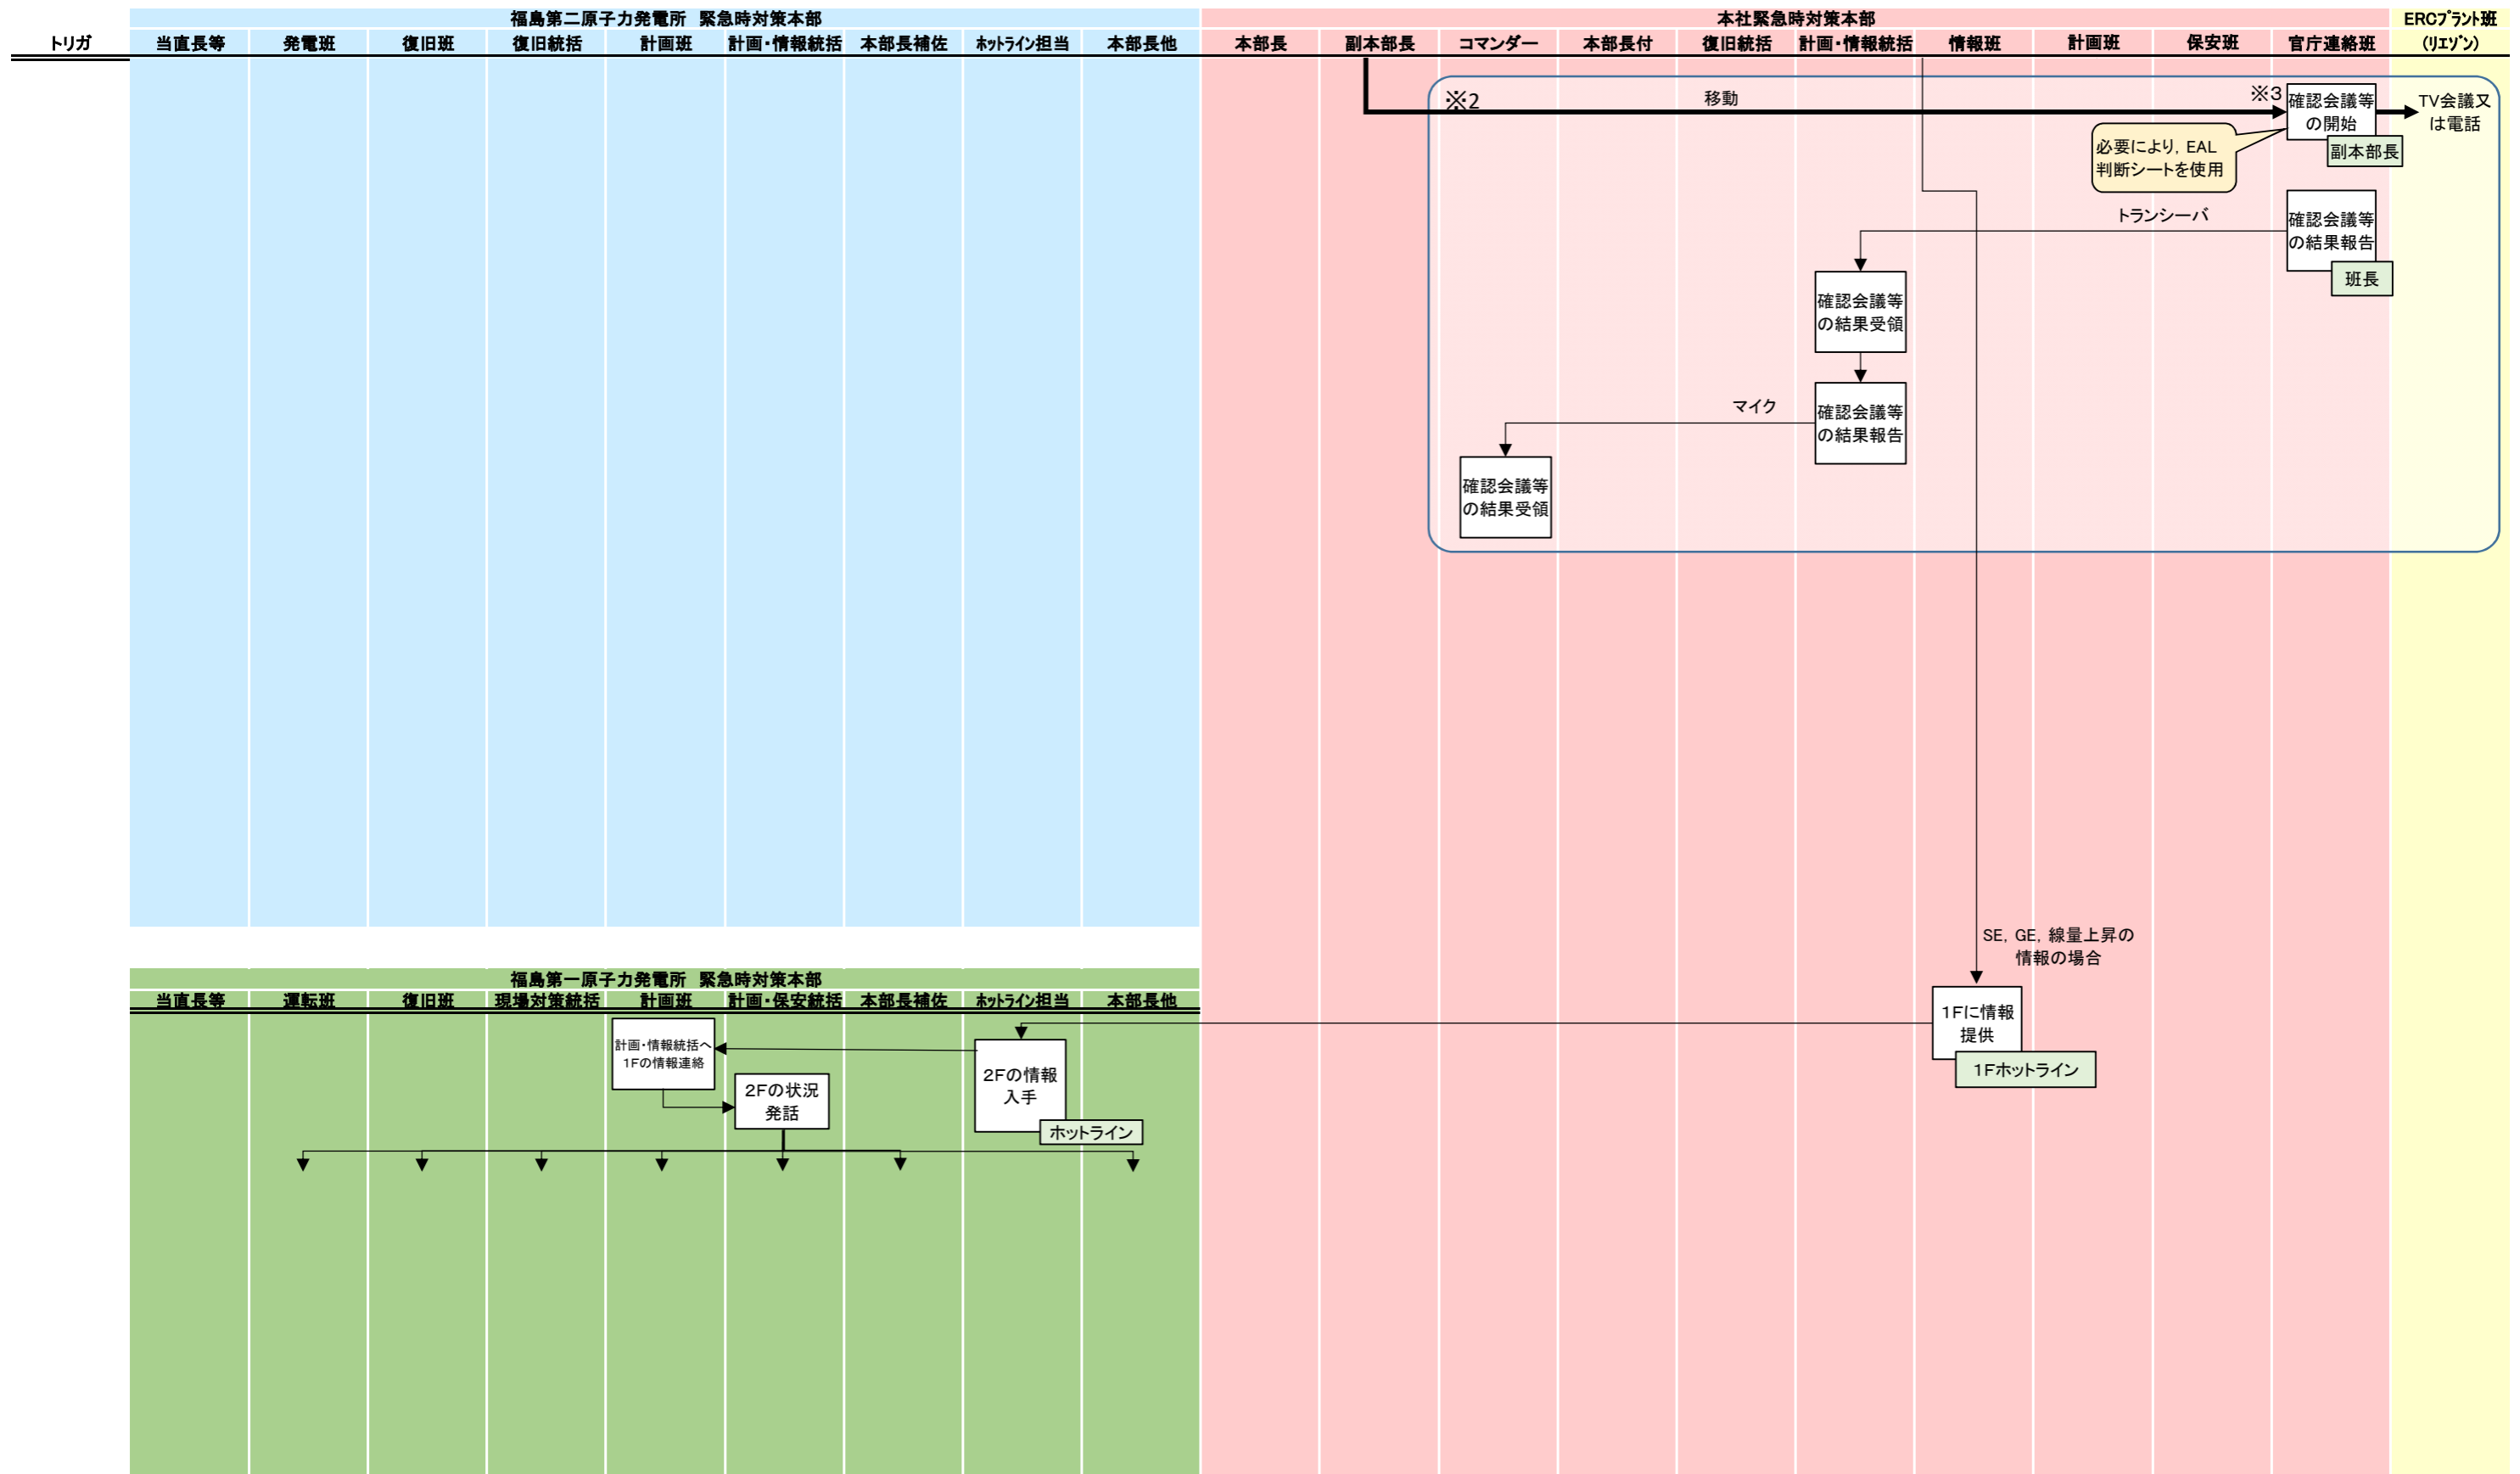 福島第二原子力発電所 緊急時対策本部
本社緊急時対策本部
ERCﾌﾟﾗﾝﾄ班
トリガ
当直長等
発電班
復旧班
復旧統括
計画班
計画・情報統括
本部長補佐
ﾎｯﾄﾗｲﾝ担当
本部長他
本部長
副本部長
コマンダー
本部長付
復旧統括
計画・情報統括
情報班
計画班
保安班
官庁連絡班
(ﾘｴｿﾞﾝ)
※2
移動
※3
確認会議等
の開始
副本部長
TV会議又
は電話
必要により，EAL
判断シートを使用
トランシーバ
確認会議等
の結果報告
班長
確認会議等
の結果受領
マイク
確認会議等
の結果報告
確認会議等
の結果受領
SE，GE，線量上昇の
情報の場合
福島第一原子力発電所 緊急時対策本部
当直長等
運転班
復旧班
現場対策統括
計画班
計画・保安統括
本部長補佐
ﾎｯﾄﾗｲﾝ担当
本部長他
1Fに情報
提供
1Fホットライン
計画・情報統括へ
1Fの情報連絡
2Fの情報
入手
ホットライン
2Fの状況
発話